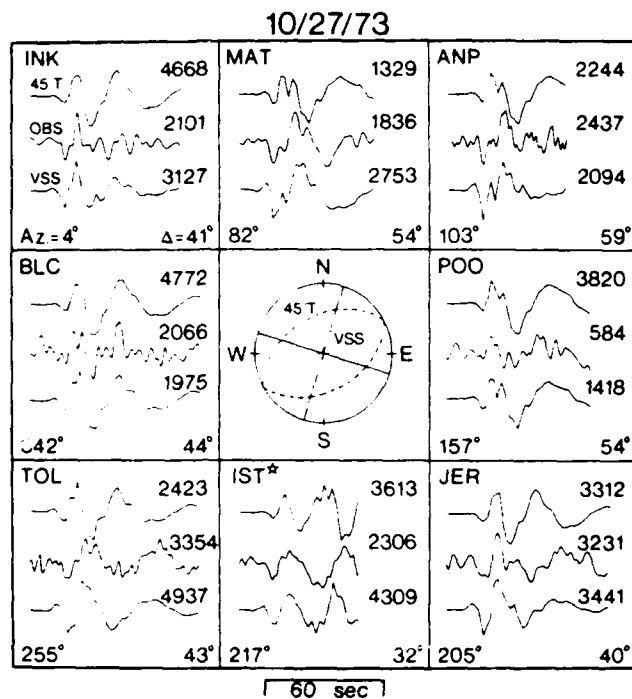 10/27/73
INK
45 T 4668
OBS 2101
VSS 3127
Az.=4° Δ=41°
MAT
1329
1836
2753
82° 54°
ANP
2244
2437
2094
103° 59°
BLC
4772
2066
1975
342° 44°
N
45 T
VSS
W E
S
POO
3820
584
1418
157° 54°
TOL
2423
3354
4937
255° 43°
IST☆
3613
2306
4309
217° 32°
JER
3312
3231
3441
205° 40°
60 sec